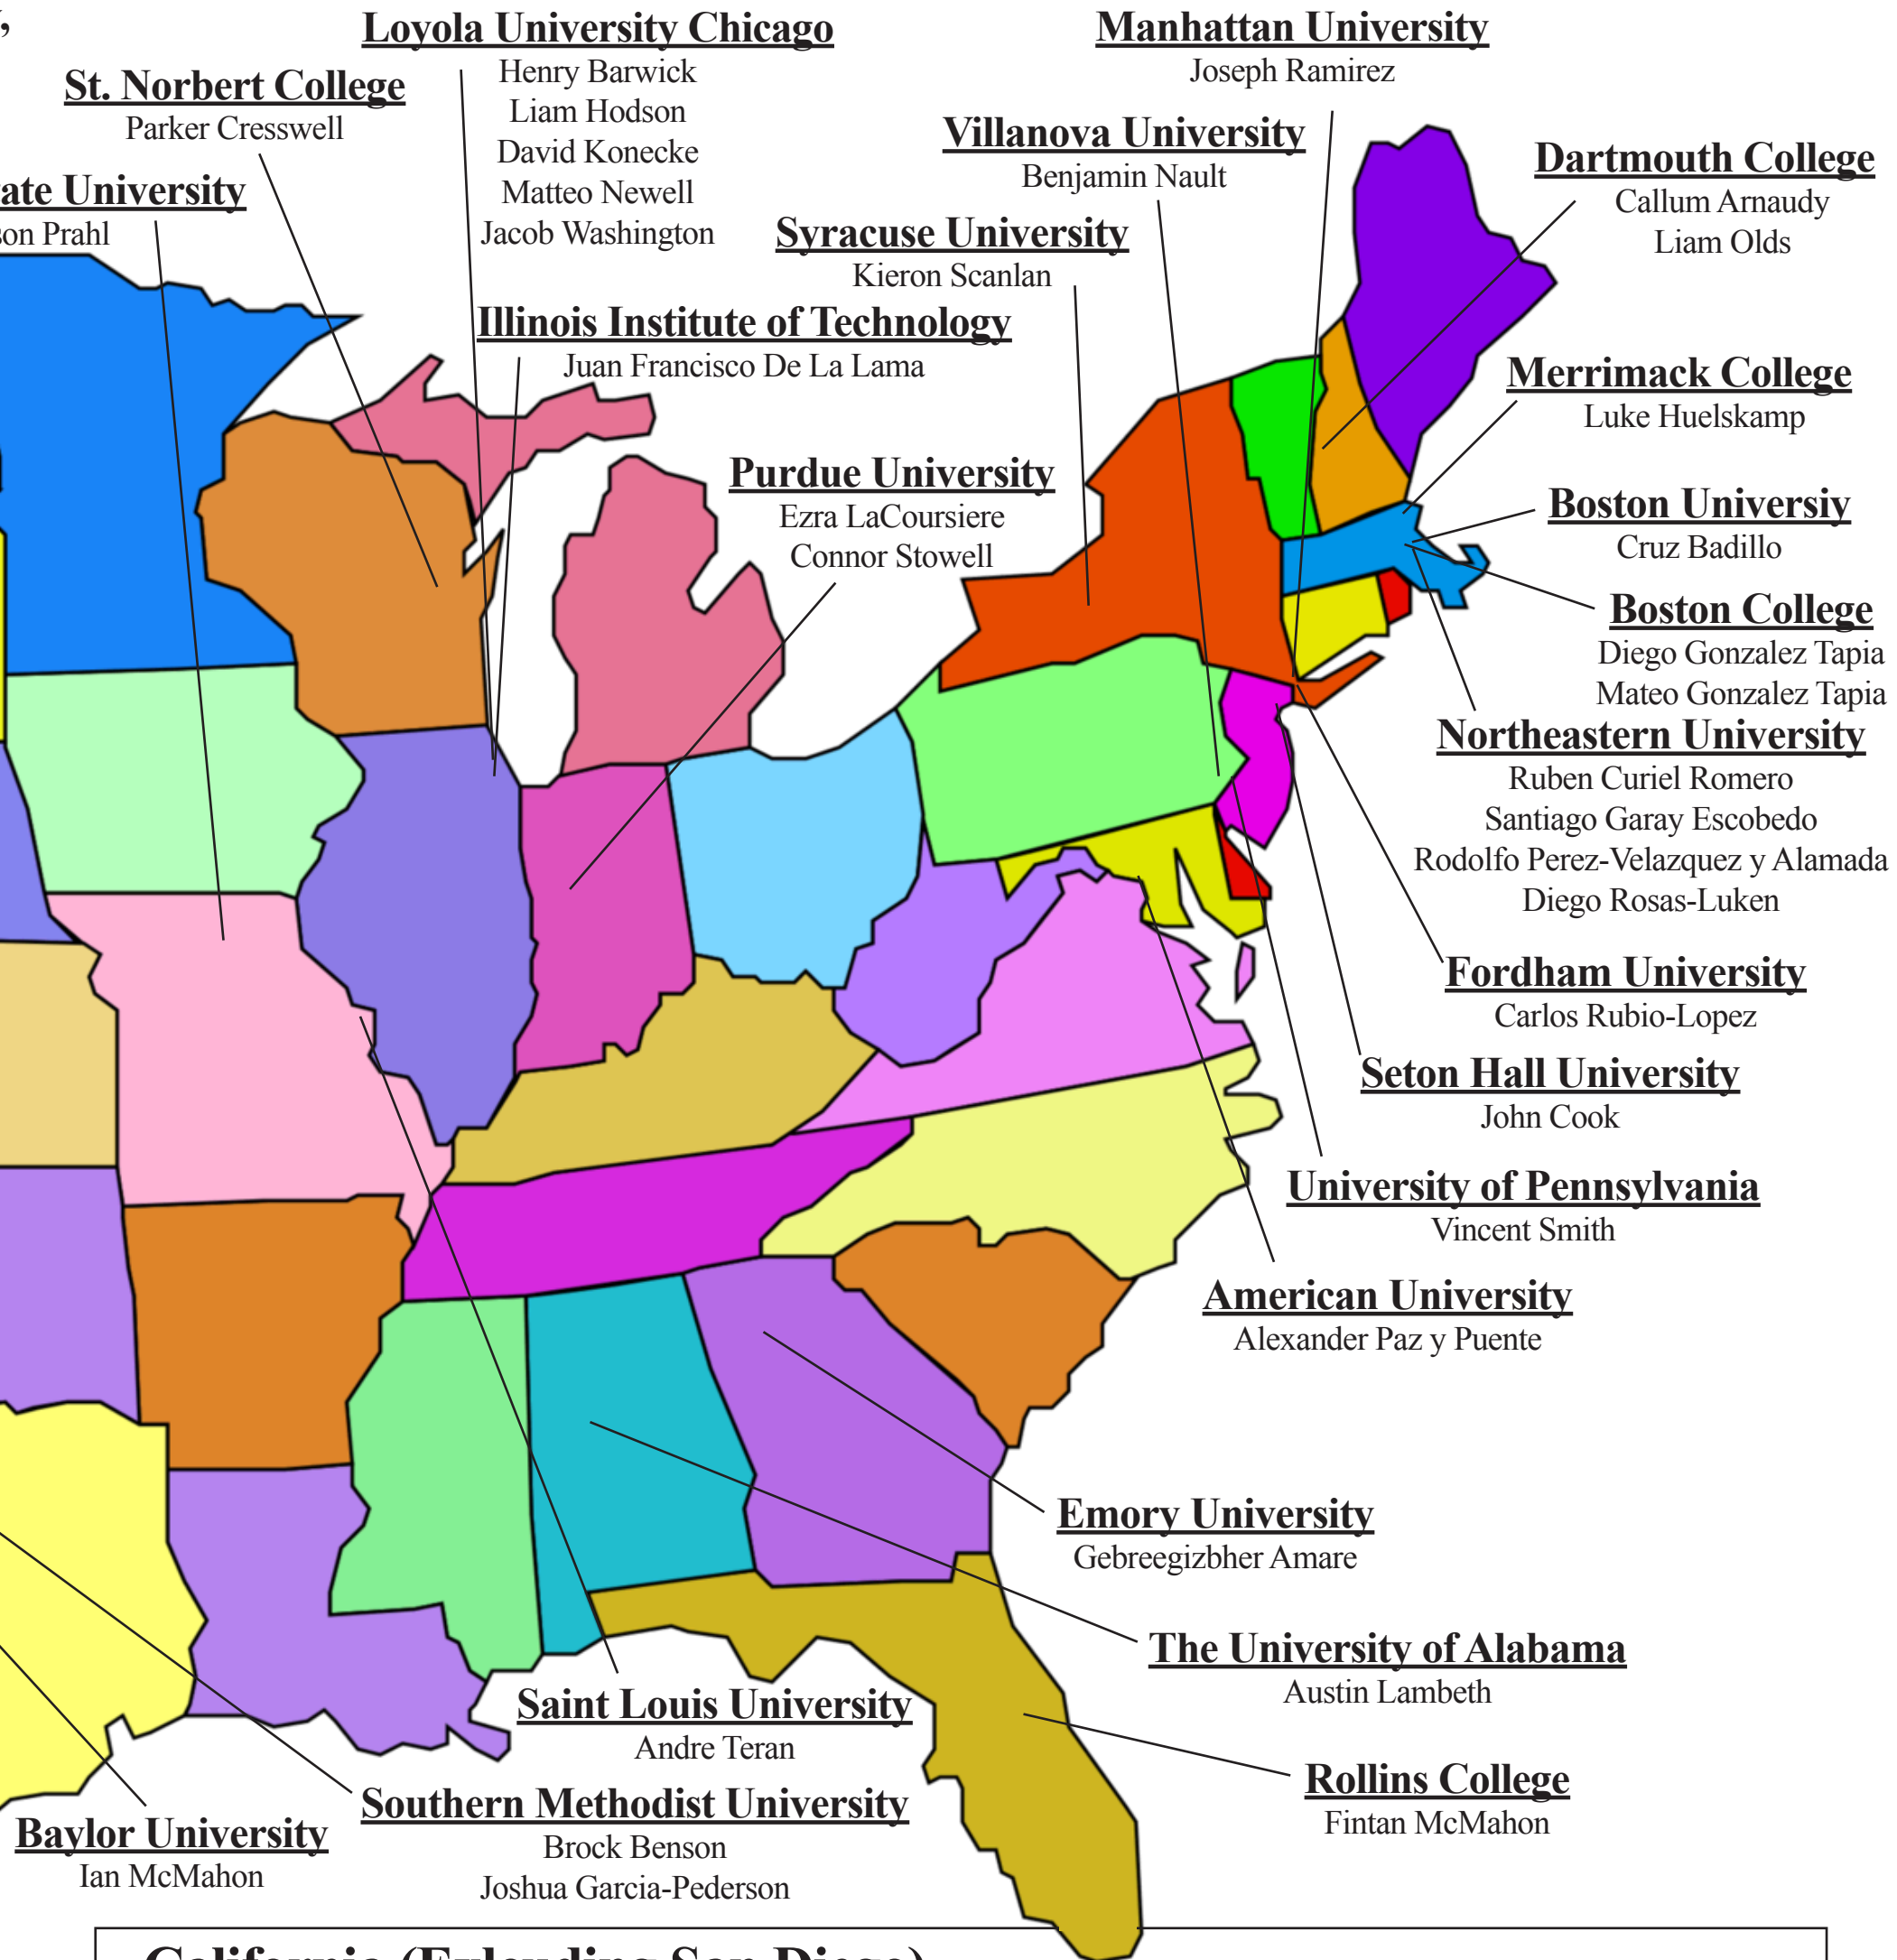 Loyola University Chicago
Henry Barwick
Liam Hodson
David Konecke
Matteo Newell
Jacob Washington
Manhattan University
Joseph Ramirez
St. Norbert College
Parker Cresswell
Villanova University
Benjamin Nault
Dartmouth College
Callum Arnaudy
Liam Olds
ate University
son Prahl
Syracuse University
Kieron Scanlan
Illinois Institute of Technology
Juan Francisco De La Lama
Merrimack College
Luke Huelskamp
Purdue University
Ezra LaCoursiere
Connor Stowell
Boston Universiy
Cruz Badillo
Boston College
Diego Gonzalez Tapia
Mateo Gonzalez Tapia
Northeastern University
Ruben Curiel Romero
Santiago Garay Escobedo
Rodolfo Perez-Velazquez y Alamada
Diego Rosas-Luken
Fordham University
Carlos Rubio-Lopez
Seton Hall University
John Cook
University of Pennsylvania
Vincent Smith
American University
Alexander Paz y Puente
Emory University
Gebreegizbher Amare
The University of Alabama
Austin Lambeth
Saint Louis University
Andre Teran
Rollins College
Fintan McMahon
Southern Methodist University
Brock Benson
Joshua Garcia-Pederson
Baylor University
Ian McMahon
California (Exlcuding San Diego)